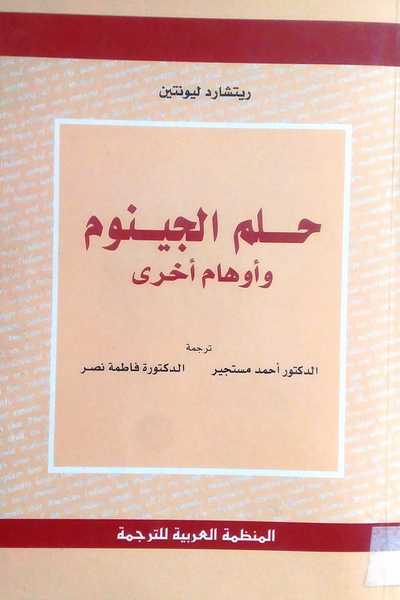 ريتشارد ليونتين
حلم الجينوم
وأوهام أخرى
ترجمة
الدكتور أحمد مستجير الدكتورة فاطمة نصر
المنظمة العربية للترجمة